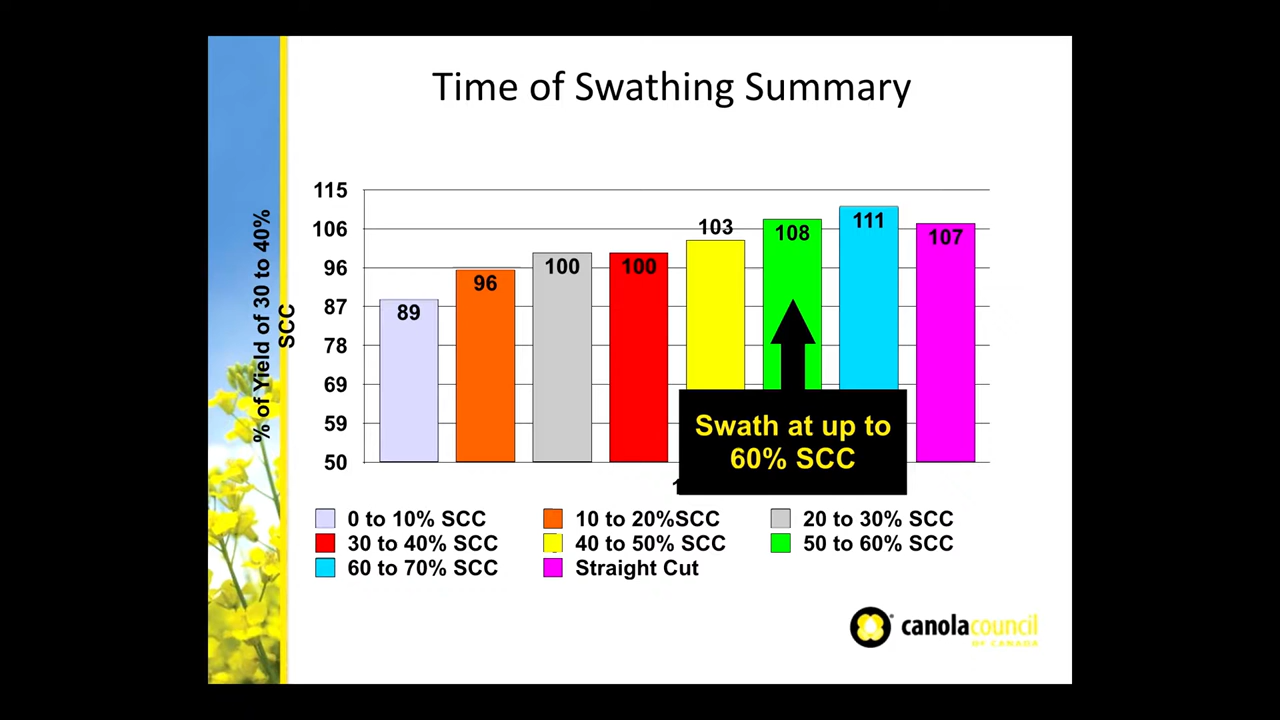 Time of Swathing Summary
% of Yield of 30 to 40%
SCC
115
106
96
87
78
69
59
50
89
96
100
100
103
108
111
107
Swath at up to
60% SCC
0 to 10% SCC
10 to 20%SCC
20 to 30% SCC
30 to 40% SCC
40 to 50% SCC
50 to 60% SCC
60 to 70% SCC
Straight Cut
canolacouncil
OF CANADA